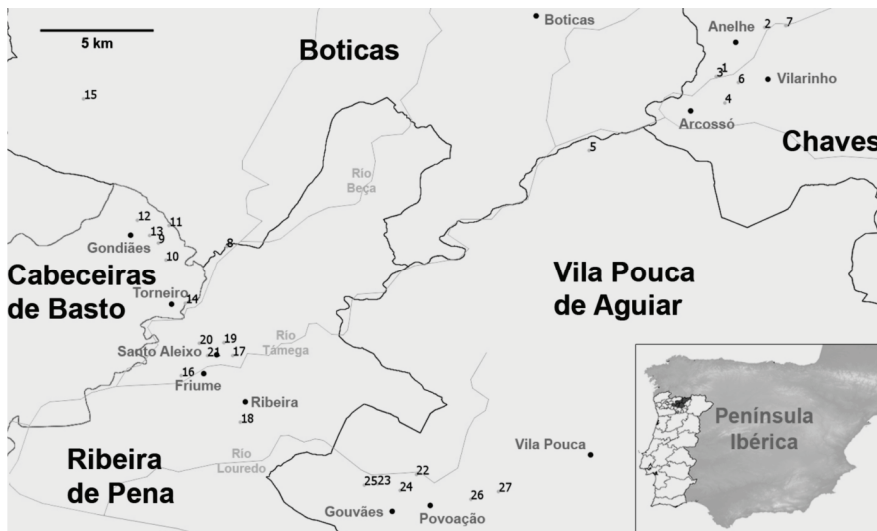 5 km
Boticas
Boticas
Anelhe
2
7
1
3
6
Vilarinho
4
Arcossó
15
Chaves
5
Rio
Beça
12
11
13
9
Gondiães
8
10
Cabeceiras
de Basto
Torneiro
14
Vila Pouca
de Aguiar
20
19
Santo Aleixo
21
17
Rio
Támega
16
Friume
Ribeira
18
Península
Ibérica
Vila Pouca
Rio
Louredo
Ribeira
de Pena
22
25
23
24
26
27
Gouvães
Povoação